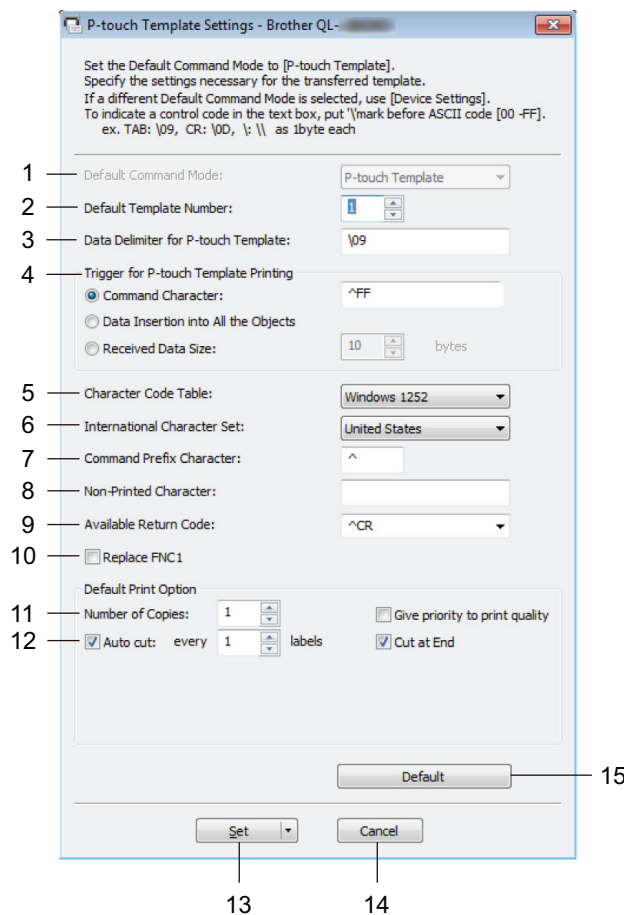 P-touch Template Settings - Brother QL-
Set the Default Command Mode to [P-touch Template].
Specify the settings necessary for the transferred template.
If a different Default Command Mode is selected, use [Device Settings].
To indicate a control code in the text box, put '\'mark before ASCII code [00 -FF].
ex. TAB: \09, CR: \0D, \: \\ as 1byte each
1 Default Command Mode: P-touch Template
2 Default Template Number: 1
3 Data Delimiter for P-touch Template: \09
4 Trigger for P-touch Template Printing
Command Character: ^FF
Data Insertion into All the Objects
Received Data Size: 10 bytes
5 Character Code Table: Windows 1252
6 International Character Set: United States
7 Command Prefix Character: ^
8 Non-Printed Character:
9 Available Return Code: ^CR
10 Replace FNC1
Default Print Option
11 Number of Copies: 1 Give priority to print quality
12 Auto cut: every 1 labels Cut at End
Default 15
Set Cancel
13 14